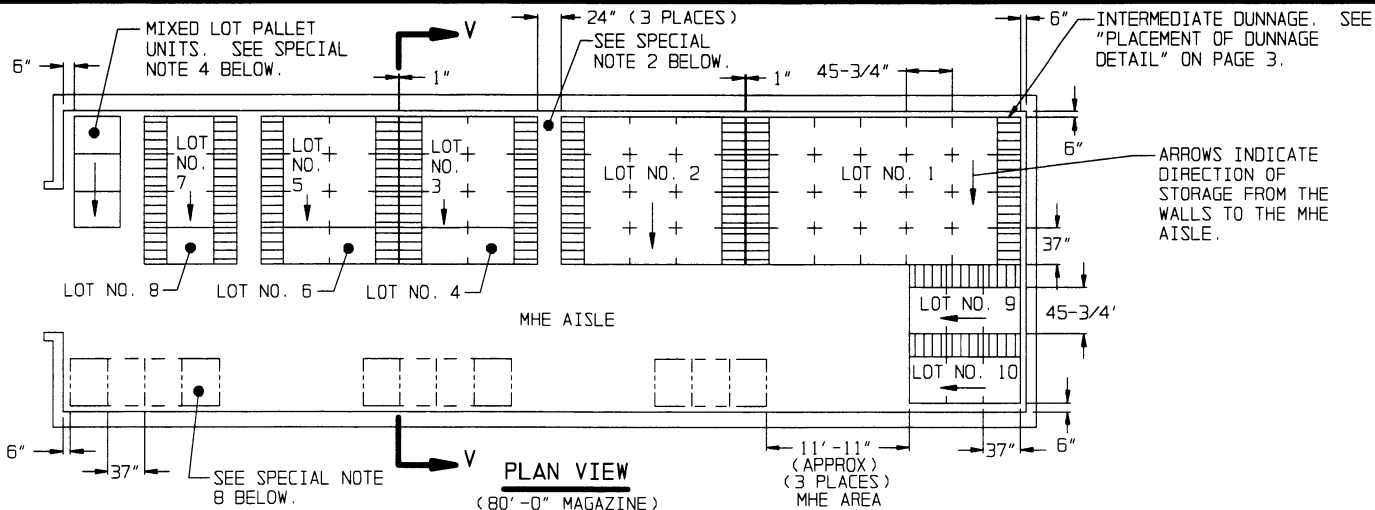 MIXED LOT PALLET
UNITS. SEE SPECIAL
NOTE 4 BELOW.
6"
V
1"
24" (3 PLACES)
SEE SPECIAL
NOTE 2 BELOW.
1"
45-3/4"
6"
INTERMEDIATE DUNNAGE. SEE
"PLACEMENT OF DUNNAGE
DETAIL" ON PAGE 3.
6"
ARROWS INDICATE
DIRECTION OF
STORAGE FROM THE
WALLS TO THE MHE
AISLE.
LOT
NO.
7
LOT
NO.
5
LOT
NO.
3
LOT NO. 2
LOT NO. 1
37"
LOT NO. 8
LOT NO. 6
LOT NO. 4
MHE AISLE
LOT NO. 9
45-3/4'
LOT NO. 10
6"
37"
SEE SPECIAL NOTE
8 BELOW.
V
PLAN VIEW
(80'-0" MAGAZINE)
11'-11"
(APPROX)
(3 PLACES)
MHE AREA
37"
6"